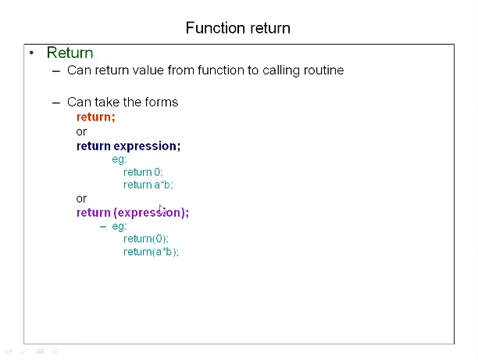 Function return
• Return
– Can return value from function to calling routine
– Can take the forms
return;
or
return expression;
eg;
return 0;
return a*b;
or
return (expression);
– eg;
return(0);
return(a*b);